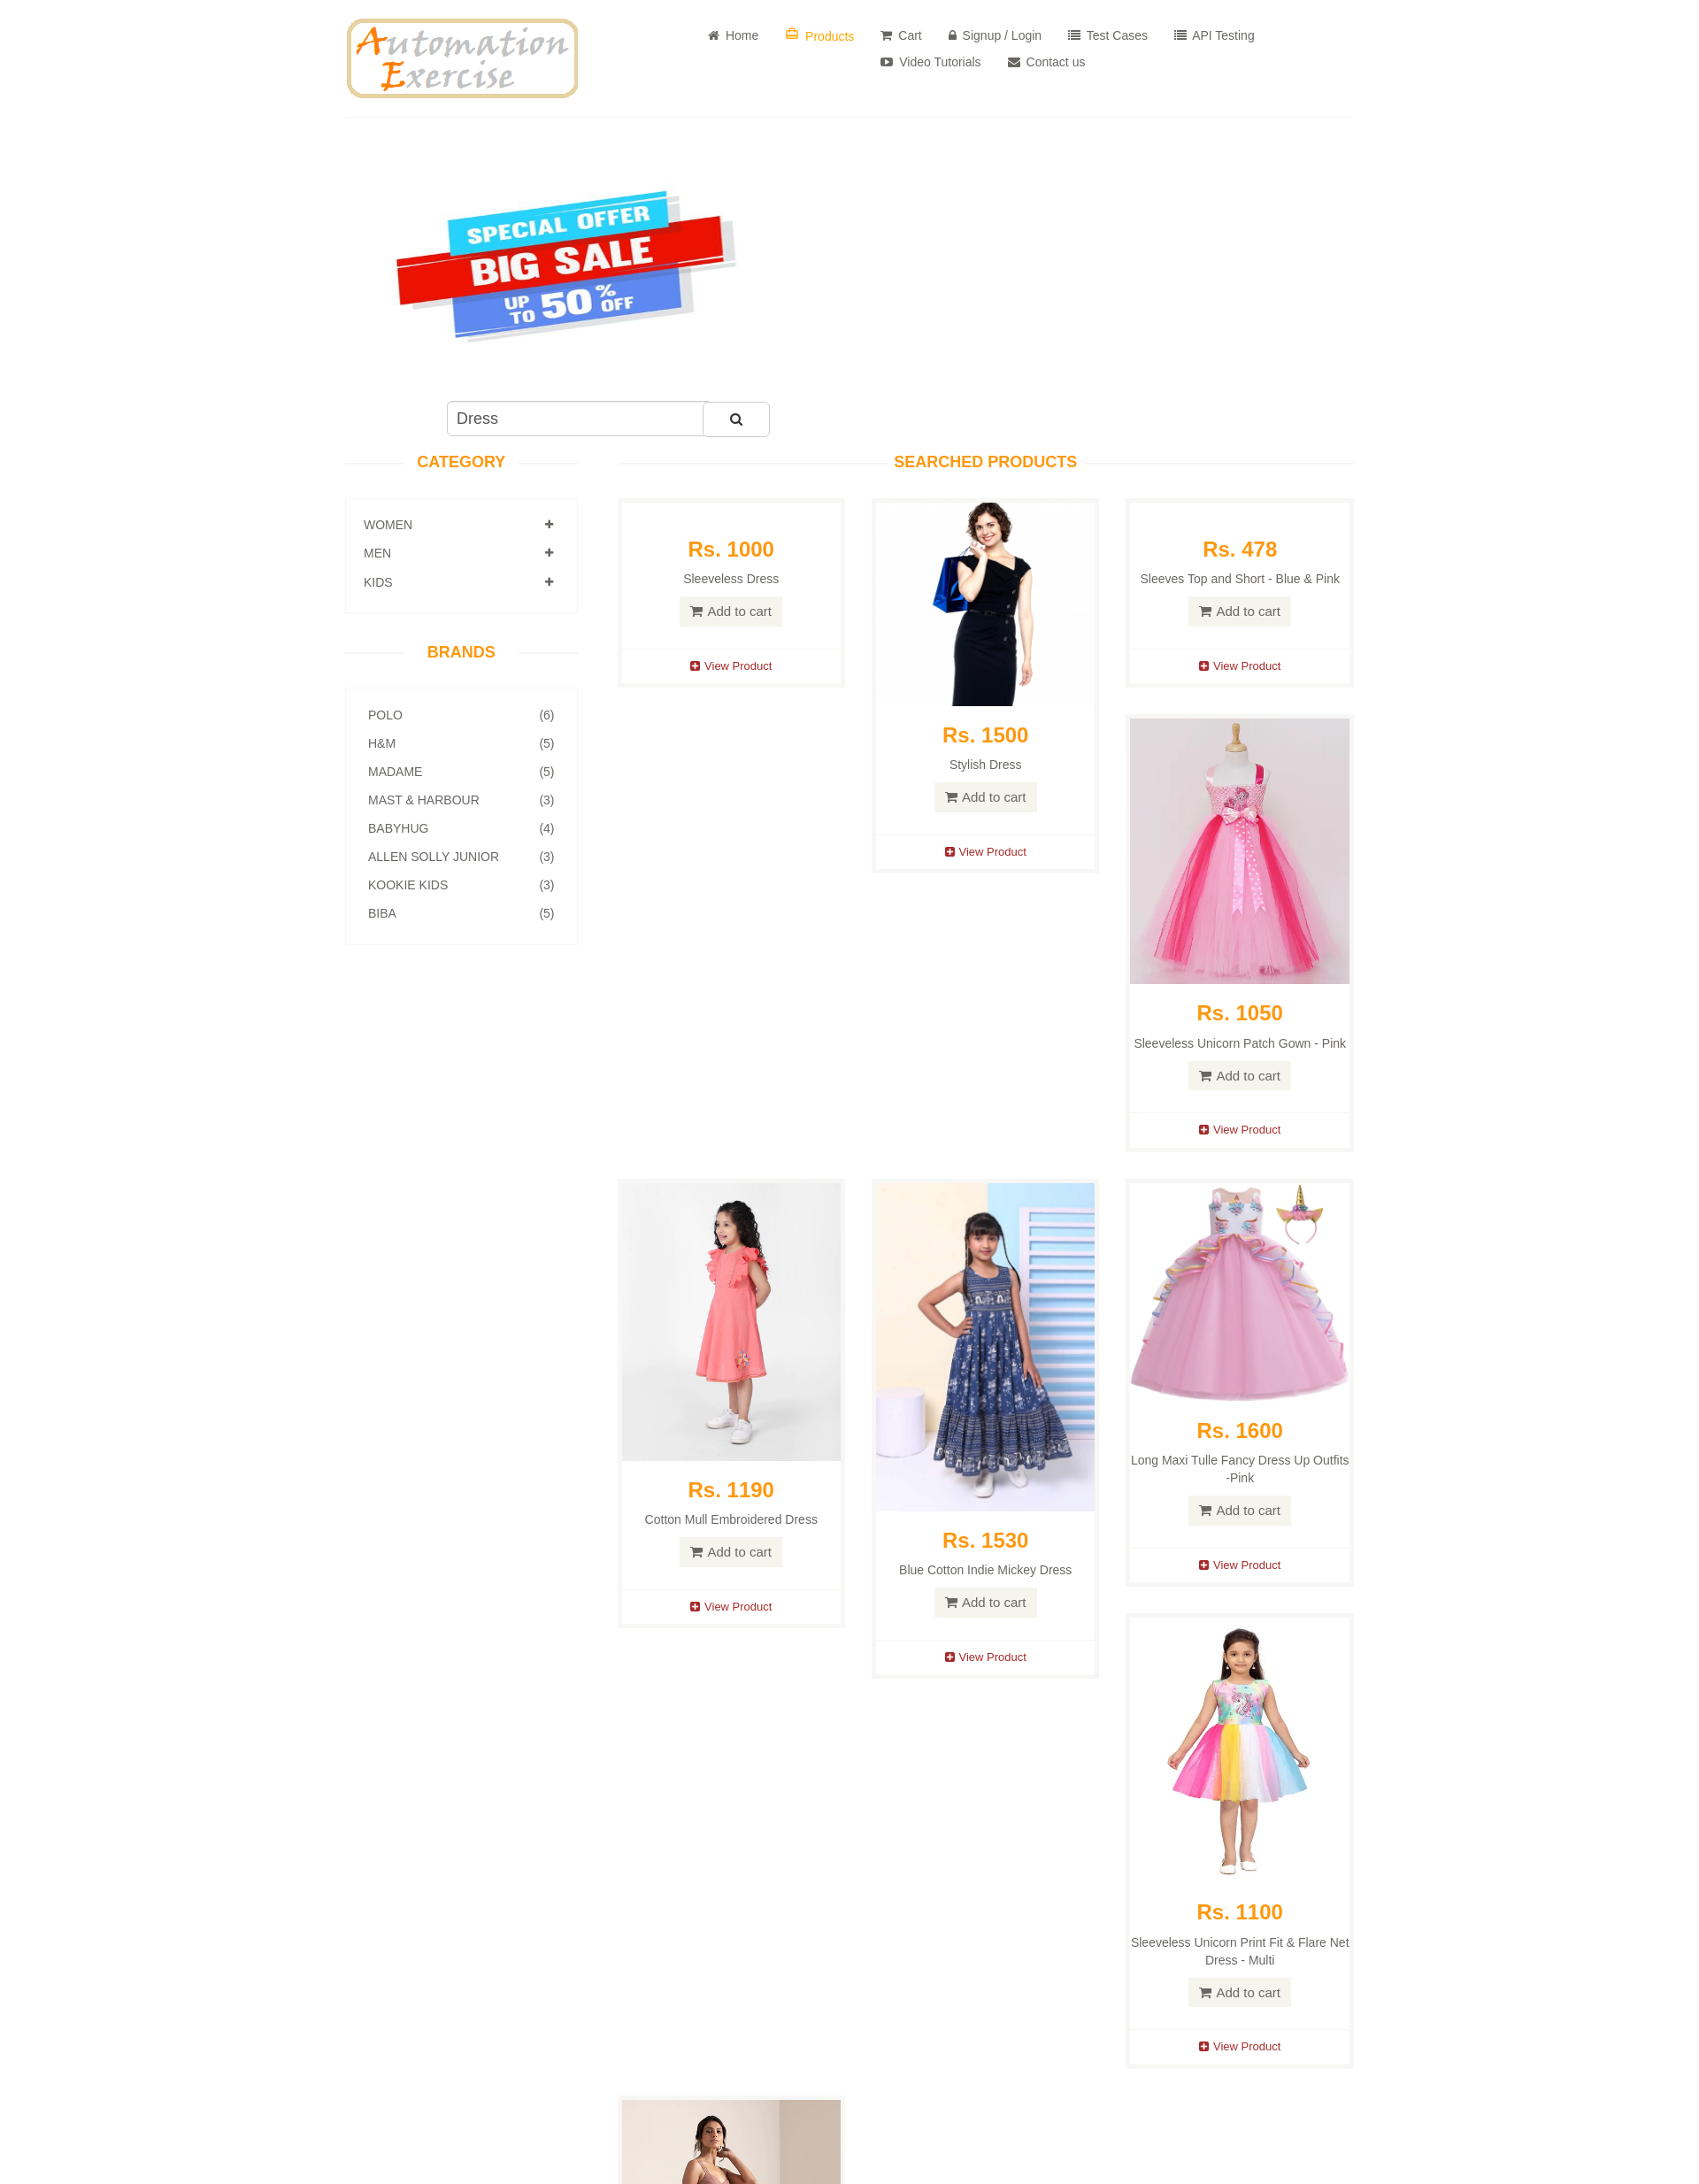 Automation
Exercise
Home
Products
Cart
Signup / Login
Test Cases
API Testing
Video Tutorials
Contact us
SPECIAL OFFER
BIG SALE
UP TO 50% OFF
Dress
CATEGORY
WOMEN
MEN
KIDS
BRANDS
POLO (6)
H&M (5)
MADAME (5)
MAST & HARBOUR (3)
BABYHUG (4)
ALLEN SOLLY JUNIOR (3)
KOOKIE KIDS (3)
BIBA (5)
SEARCHED PRODUCTS
Rs. 1000
Sleeveless Dress
Add to cart
View Product
Rs. 1500
Stylish Dress
Add to cart
View Product
Rs. 478
Sleeves Top and Short - Blue & Pink
Add to cart
View Product
Rs. 1050
Sleeveless Unicorn Patch Gown - Pink
Add to cart
View Product
Rs. 1190
Cotton Mull Embroidered Dress
Add to cart
View Product
Rs. 1530
Blue Cotton Indie Mickey Dress
Add to cart
View Product
Rs. 1600
Long Maxi Tulle Fancy Dress Up Outfits
-Pink
Add to cart
View Product
Rs. 1100
Sleeveless Unicorn Print Fit & Flare Net
Dress - Multi
Add to cart
View Product